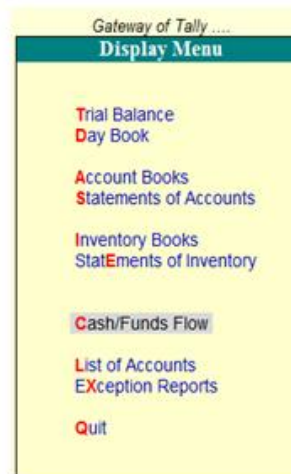 Gateway of Tally ....
Display Menu
Trial Balance
Day Book
Account Books
Statements of Accounts
Inventory Books
StatEments of Inventory
Cash/Funds Flow
List of Accounts
EXception Reports
Quit